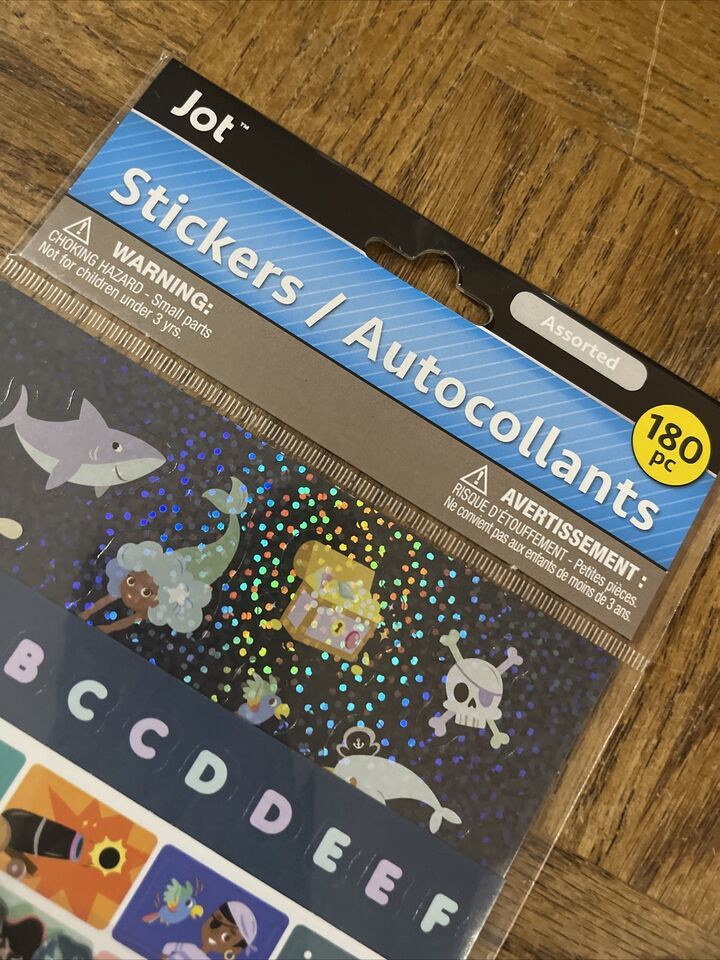 Jot™
Stickers / Autocollants
Assorted
180
pc
WARNING:
CHOKING HAZARD - Small parts
Not for children under 3 yrs.
AVERTISSEMENT :
RISQUE D'ÉTOUFFEMENT - Petites pièces.
Ne convient pas aux enfants de moins de 3 ans.
B C C D D E E F